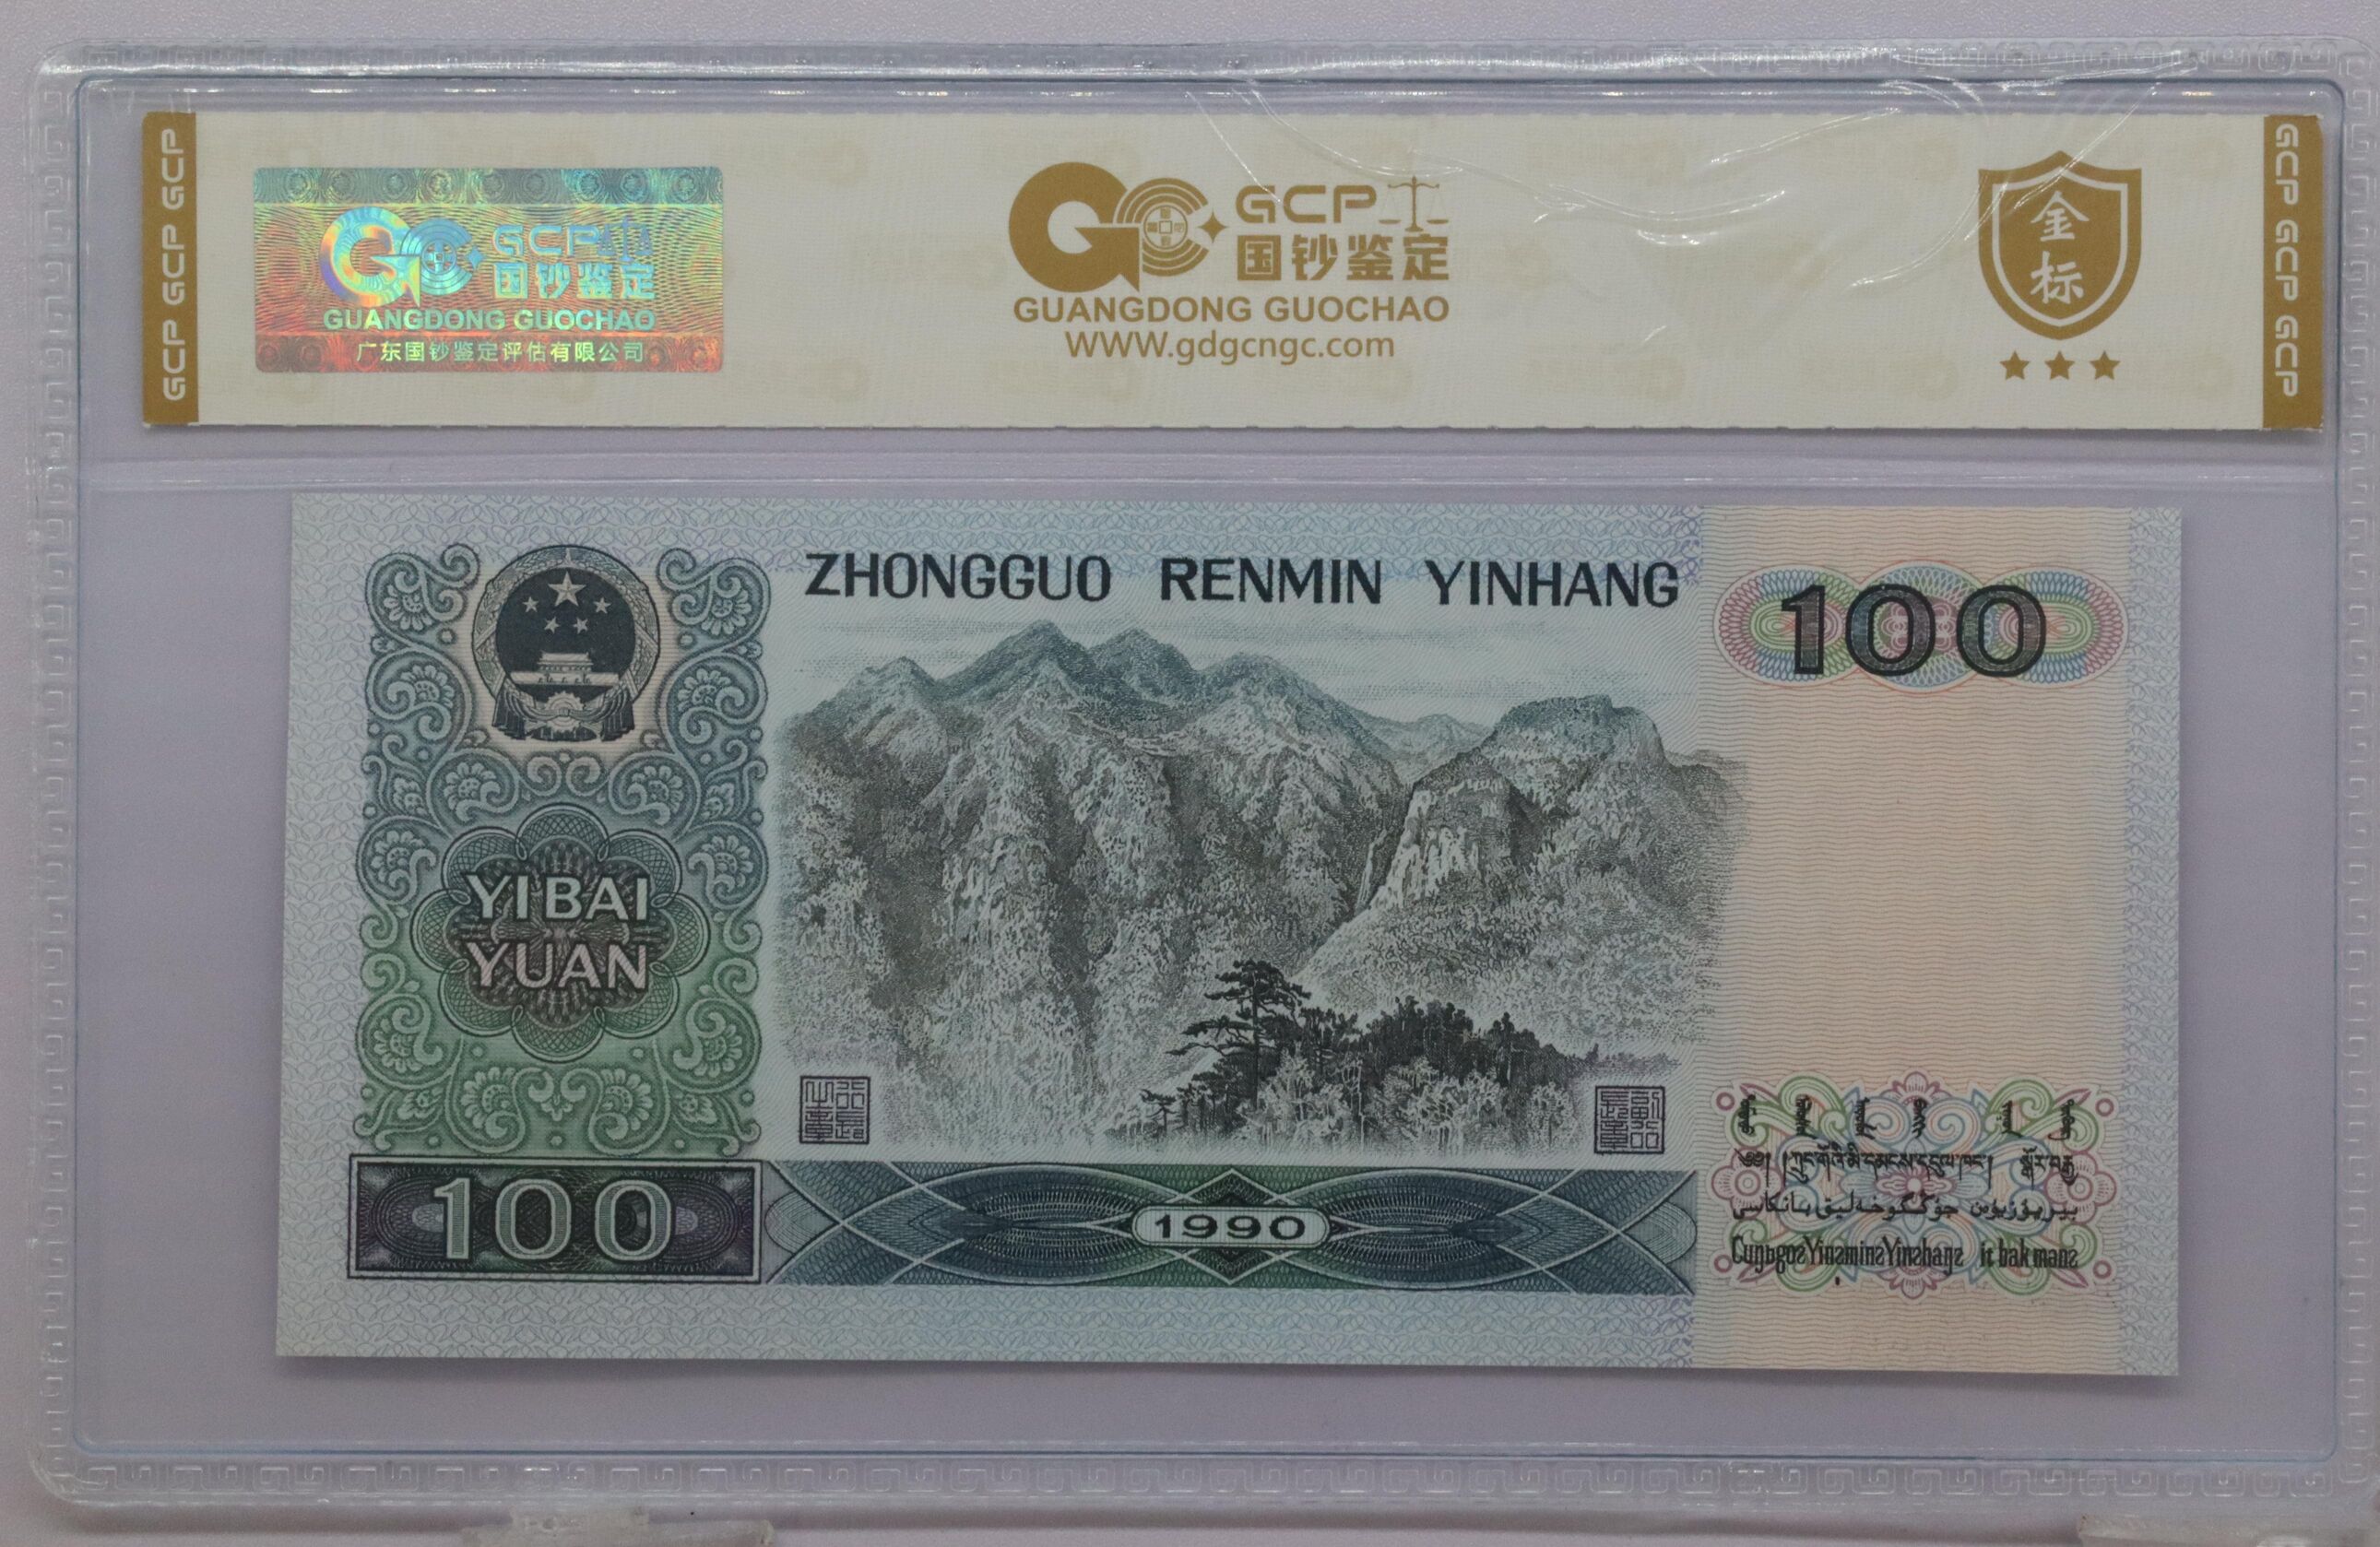 GCP GCP GCP
GCP
国钞鉴定
GUANGDONG GUOCHAO
广东国钞鉴定评估有限公司
GCP
国钞鉴定
GUANGDONG GUOCHAO
WWW.gdgcngc.com
金
标
GCP GCP GCP
ZHONGGUO RENMIN YINHANG
100
YIBAI
YUAN
100
1990